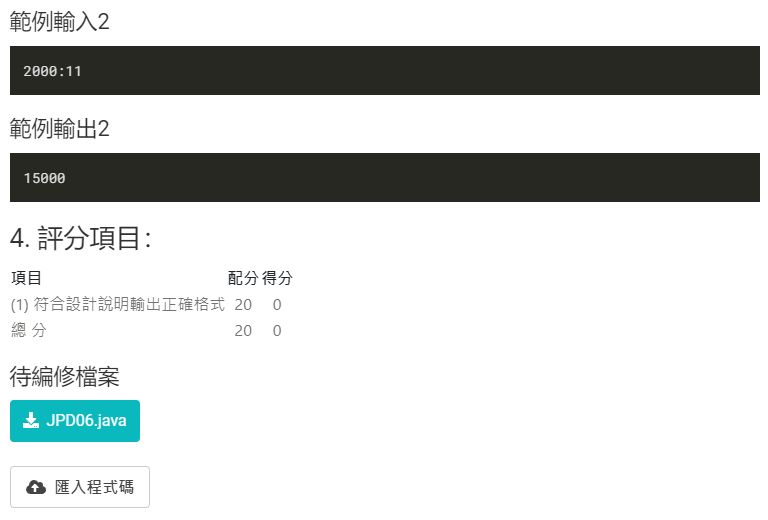 範例輸入2
2000:11
範例輸出2
15000
4. 評分項目：
項目 配分 得分
(1) 符合設計說明輸出正確格式 20 0
總 分 20 0
待編修檔案
JPD06.java
匯入程式碼